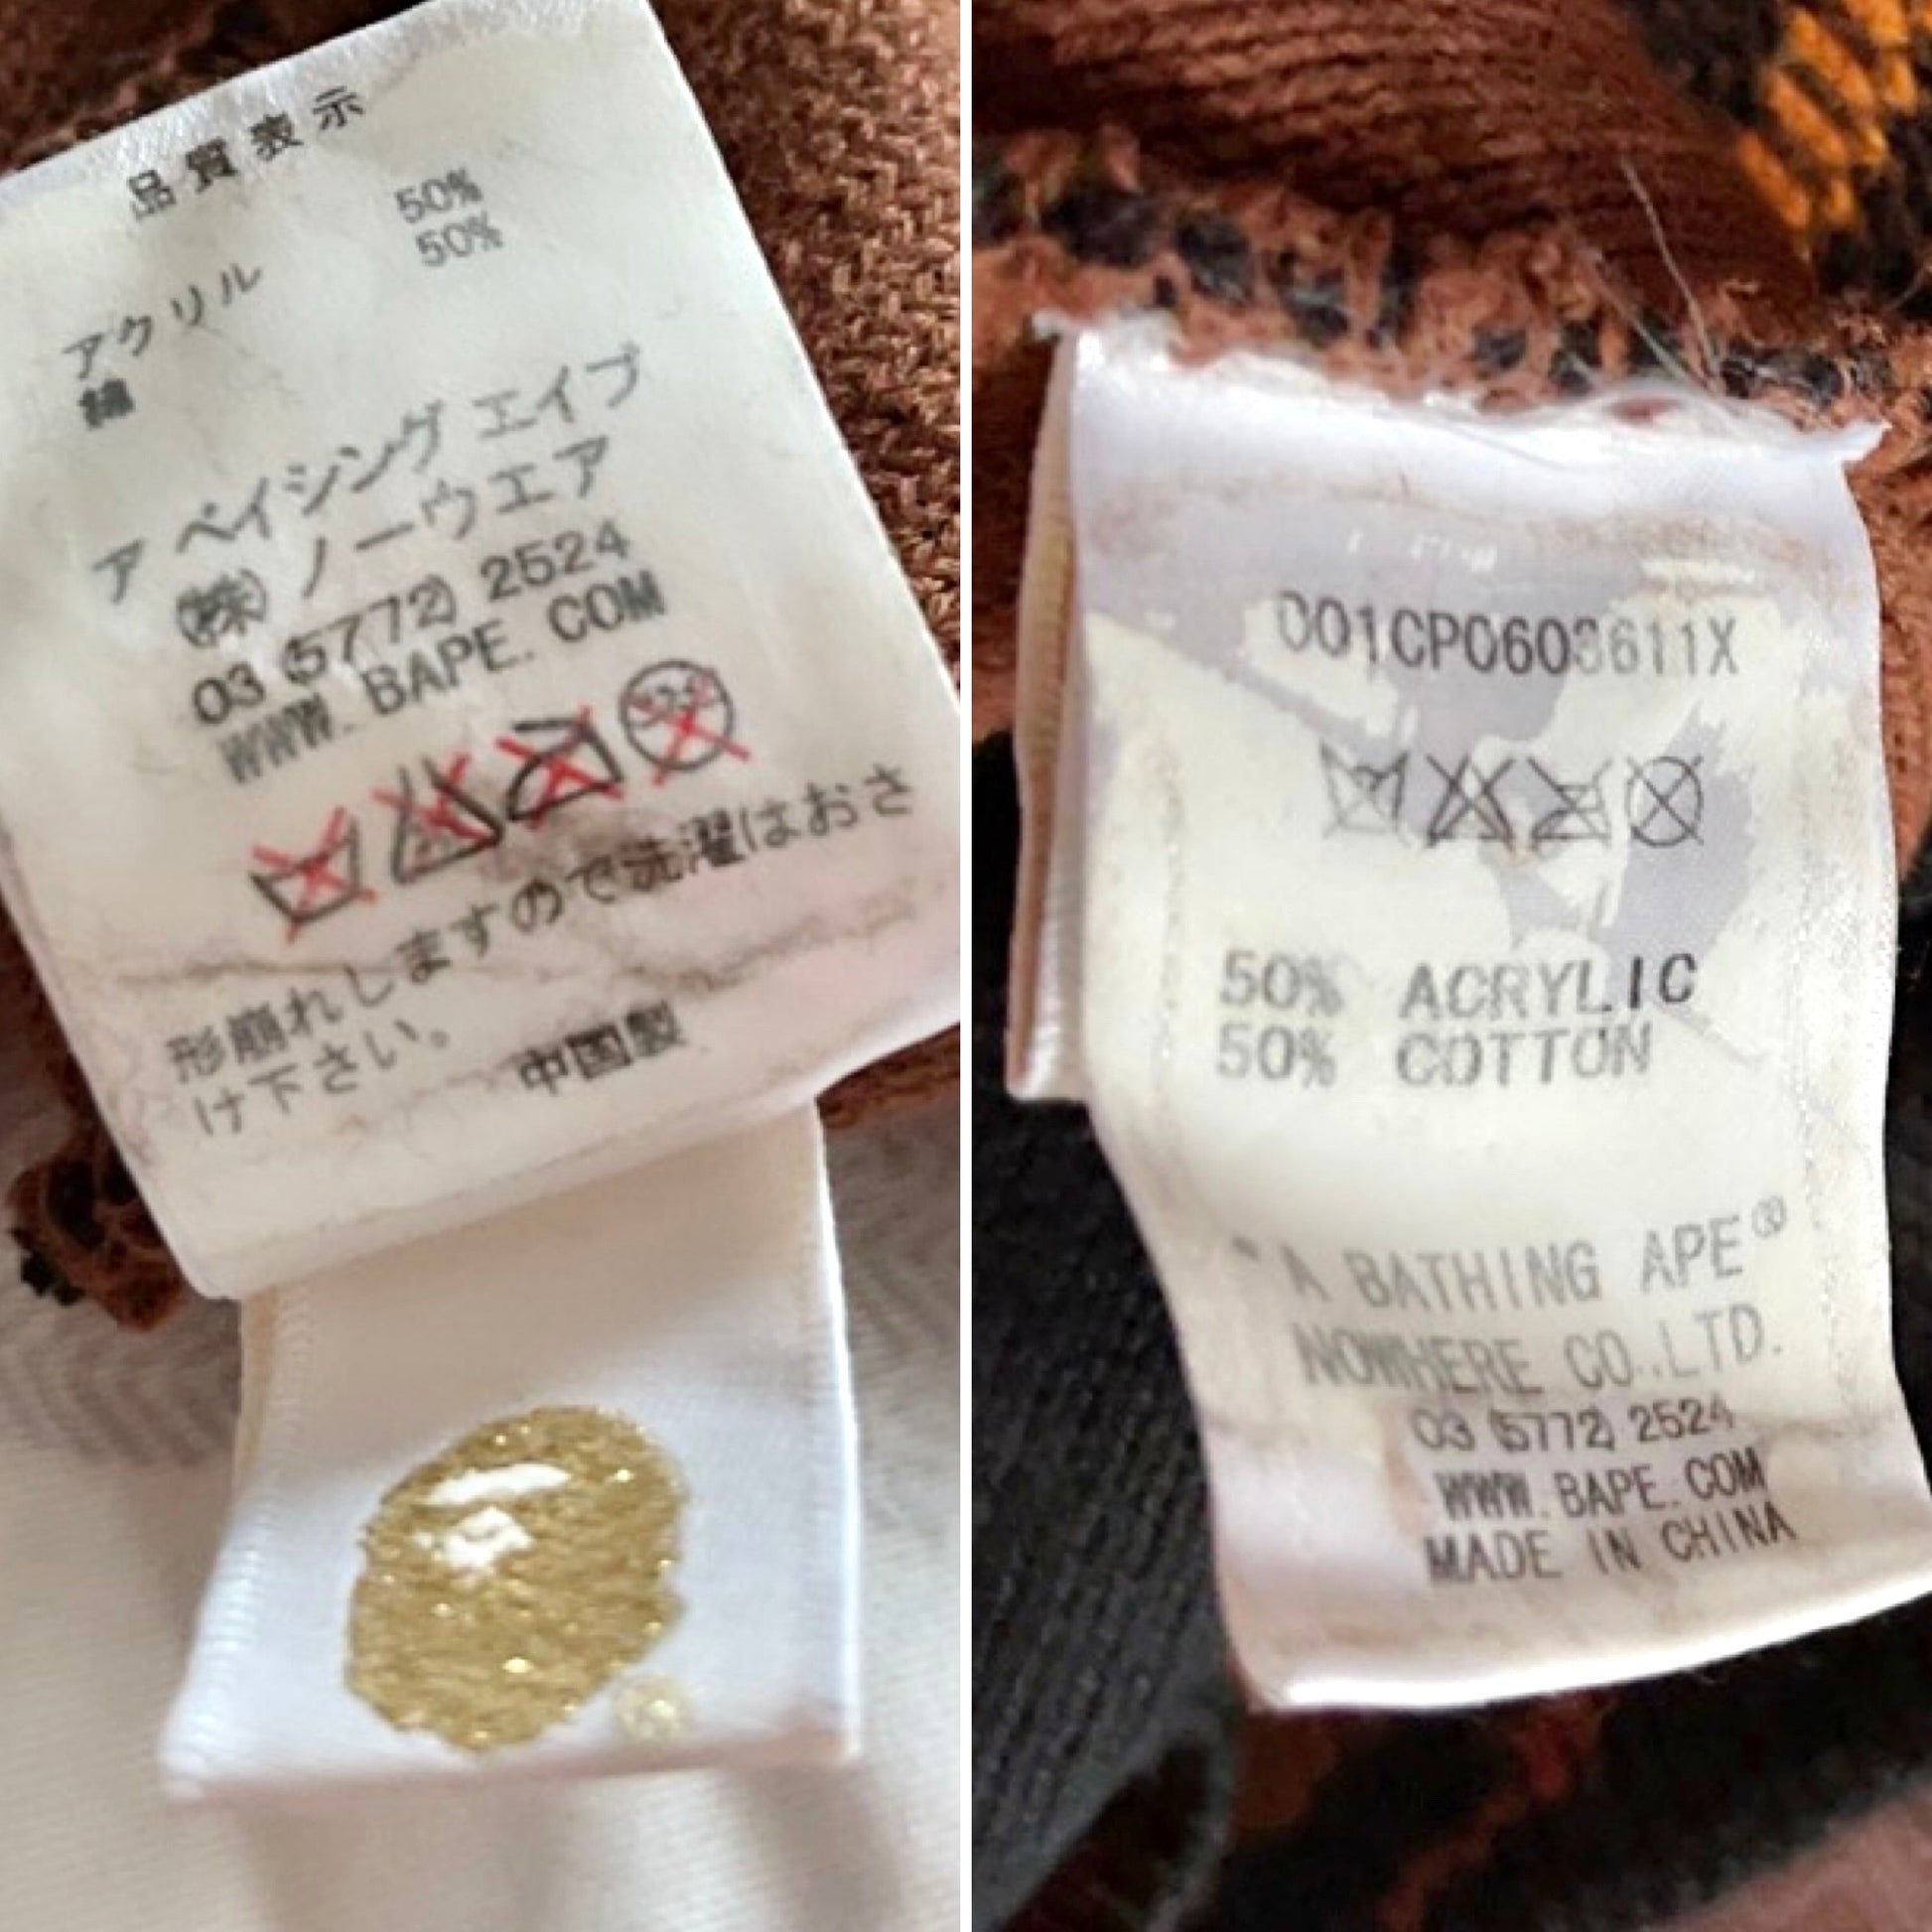 品質表示
アクリル 50%
綿 50%
ア ベイシング エイプ
㈱ ノーウエア
03 (5772) 2524
WWW.BAPE.COM
形崩れしますので洗濯はおさ
け下さい。
中国製
001CP0603611X
50% ACRYLIC
50% COTTON
A BATHING APE®
NOWHERE CO.,LTD.
03 (5772) 2524
WWW.BAPE.COM
MADE IN CHINA